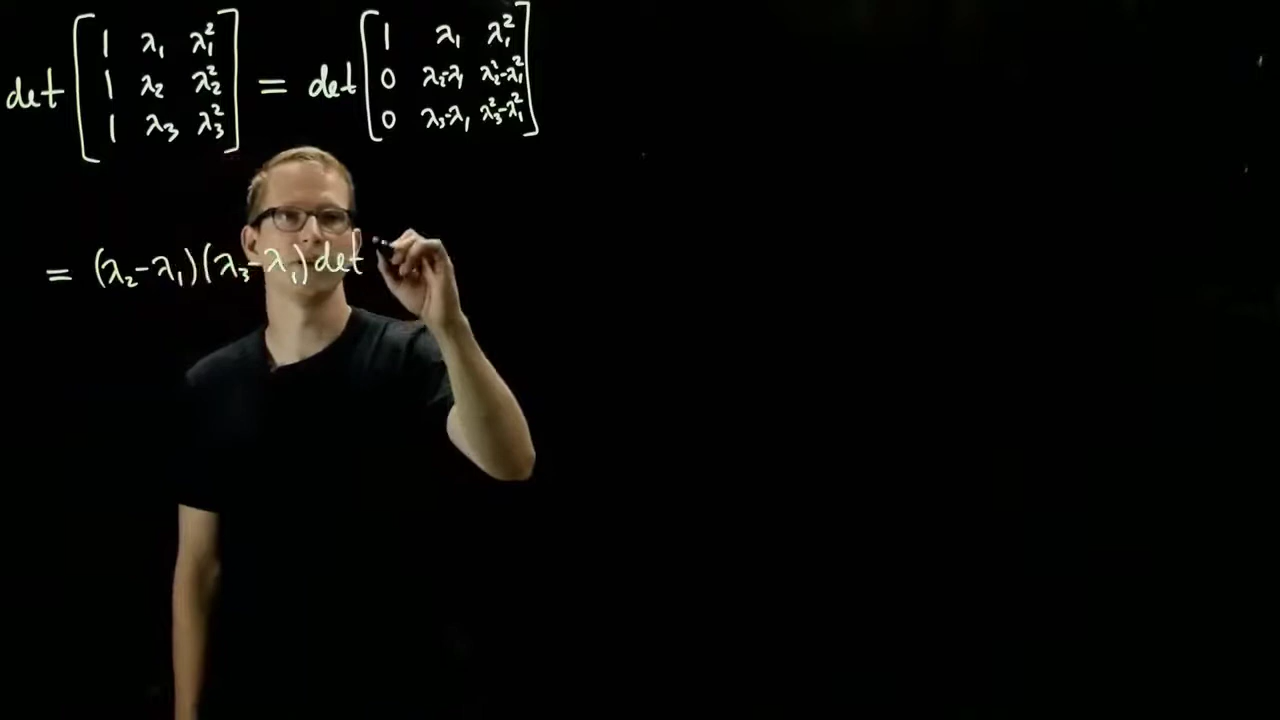 det [ 1 λ₁ λ₁² = det [ 1 λ₁ λ₁²
1 λ₂ λ₂² 0 λ₂-λ₁ λ₂²-λ₁²
1 λ₃ λ₃² ] 0 λ₃-λ₁ λ₃²-λ₁² ]
= (λ₂-λ₁)(λ₃-λ₁) det